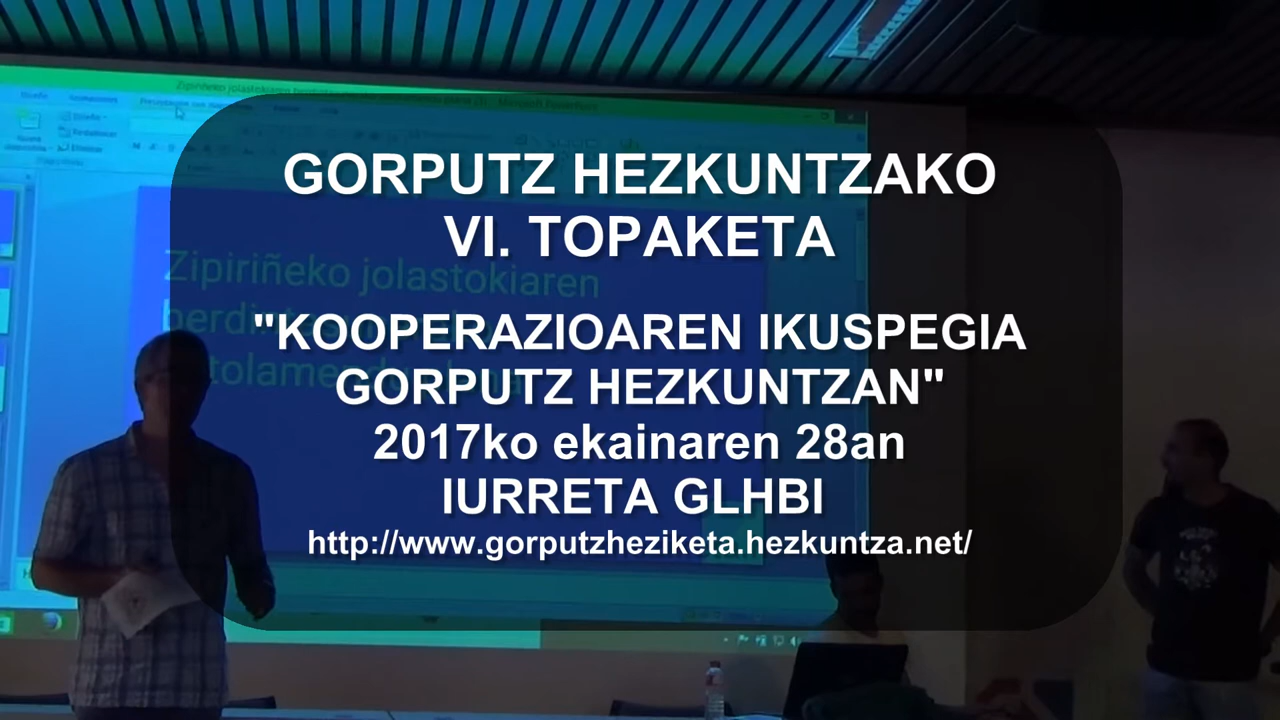 GORPUTZ HEZKUNTZAKO
VI. TOPAKETA
"KOOPERAZIOAREN IKUSPEGIA
GORPUTZ HEZKUNTZAN"
2017ko ekainaren 28an
IURRETA GLHBI
http://www.gorputzheziketa.hezkuntza.net/
Zipiriñeko jolastokiaren